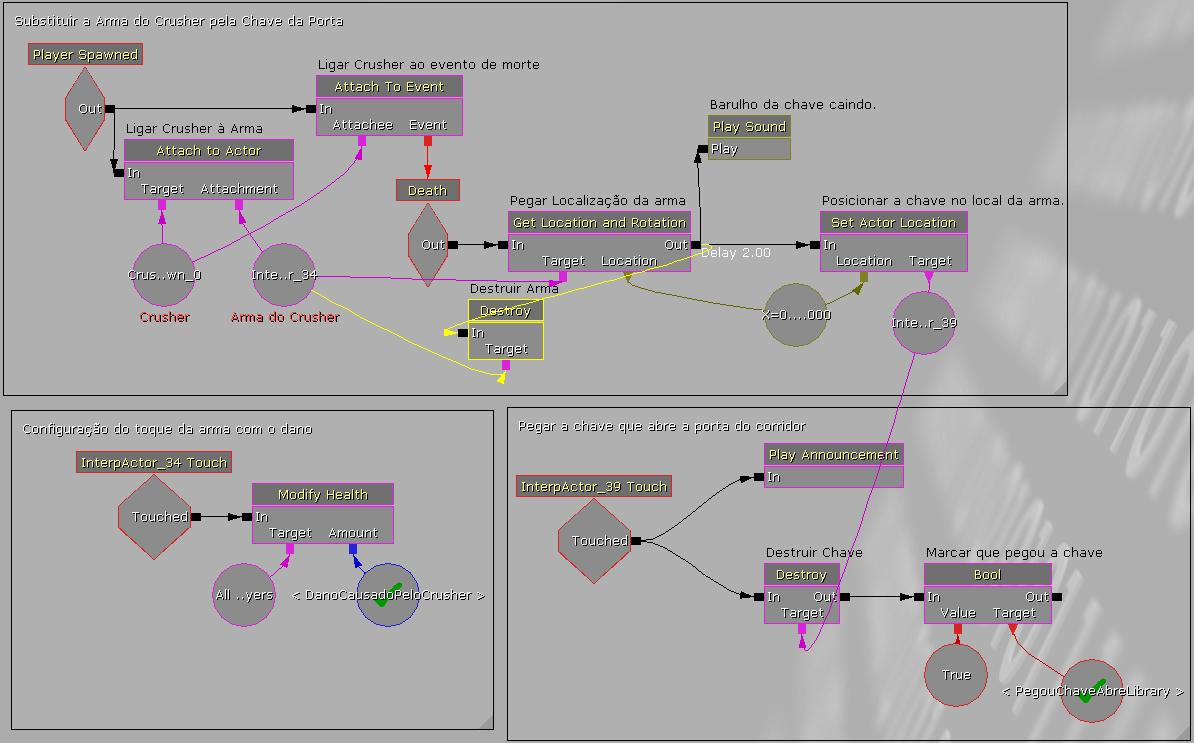 Substituir a Arma do Crusher pela Chave da Porta
Player Spawned
Out
Ligar Crusher ao evento de morte
Attach To Event
In
Attachee Event
Ligar Crusher à Arma
Attach to Actor
In
Target Attachment
Crus..wn_0
Crusher
Inte..r_34
Arma do Crusher
Death
Out
Pegar Localização da arma
Get Location and Rotation
In Out
Target Location
Barulho da chave caindo.
Play Sound
Play
Delay 2.00
Posicionar a chave no local da arma.
Set Actor Location
In
Location Target
Destruir Arma
Destroy
In
Target
X=0....000
Inte..r_39
Configuração do toque da arma com o dano
InterpActor_34 Touch
Touched
Modify Health
In
Target Amount
All ..yers
< DanoCausadoPeloCrusher >
Pegar a chave que abre a porta do corridor
InterpActor_39 Touch
Touched
Play Announcement
In
Destruir Chave
Destroy
In Out
Target
Marcar que pegou a chave
Bool
In Out
Value Target
True
< PegouChaveAbreLibrary >